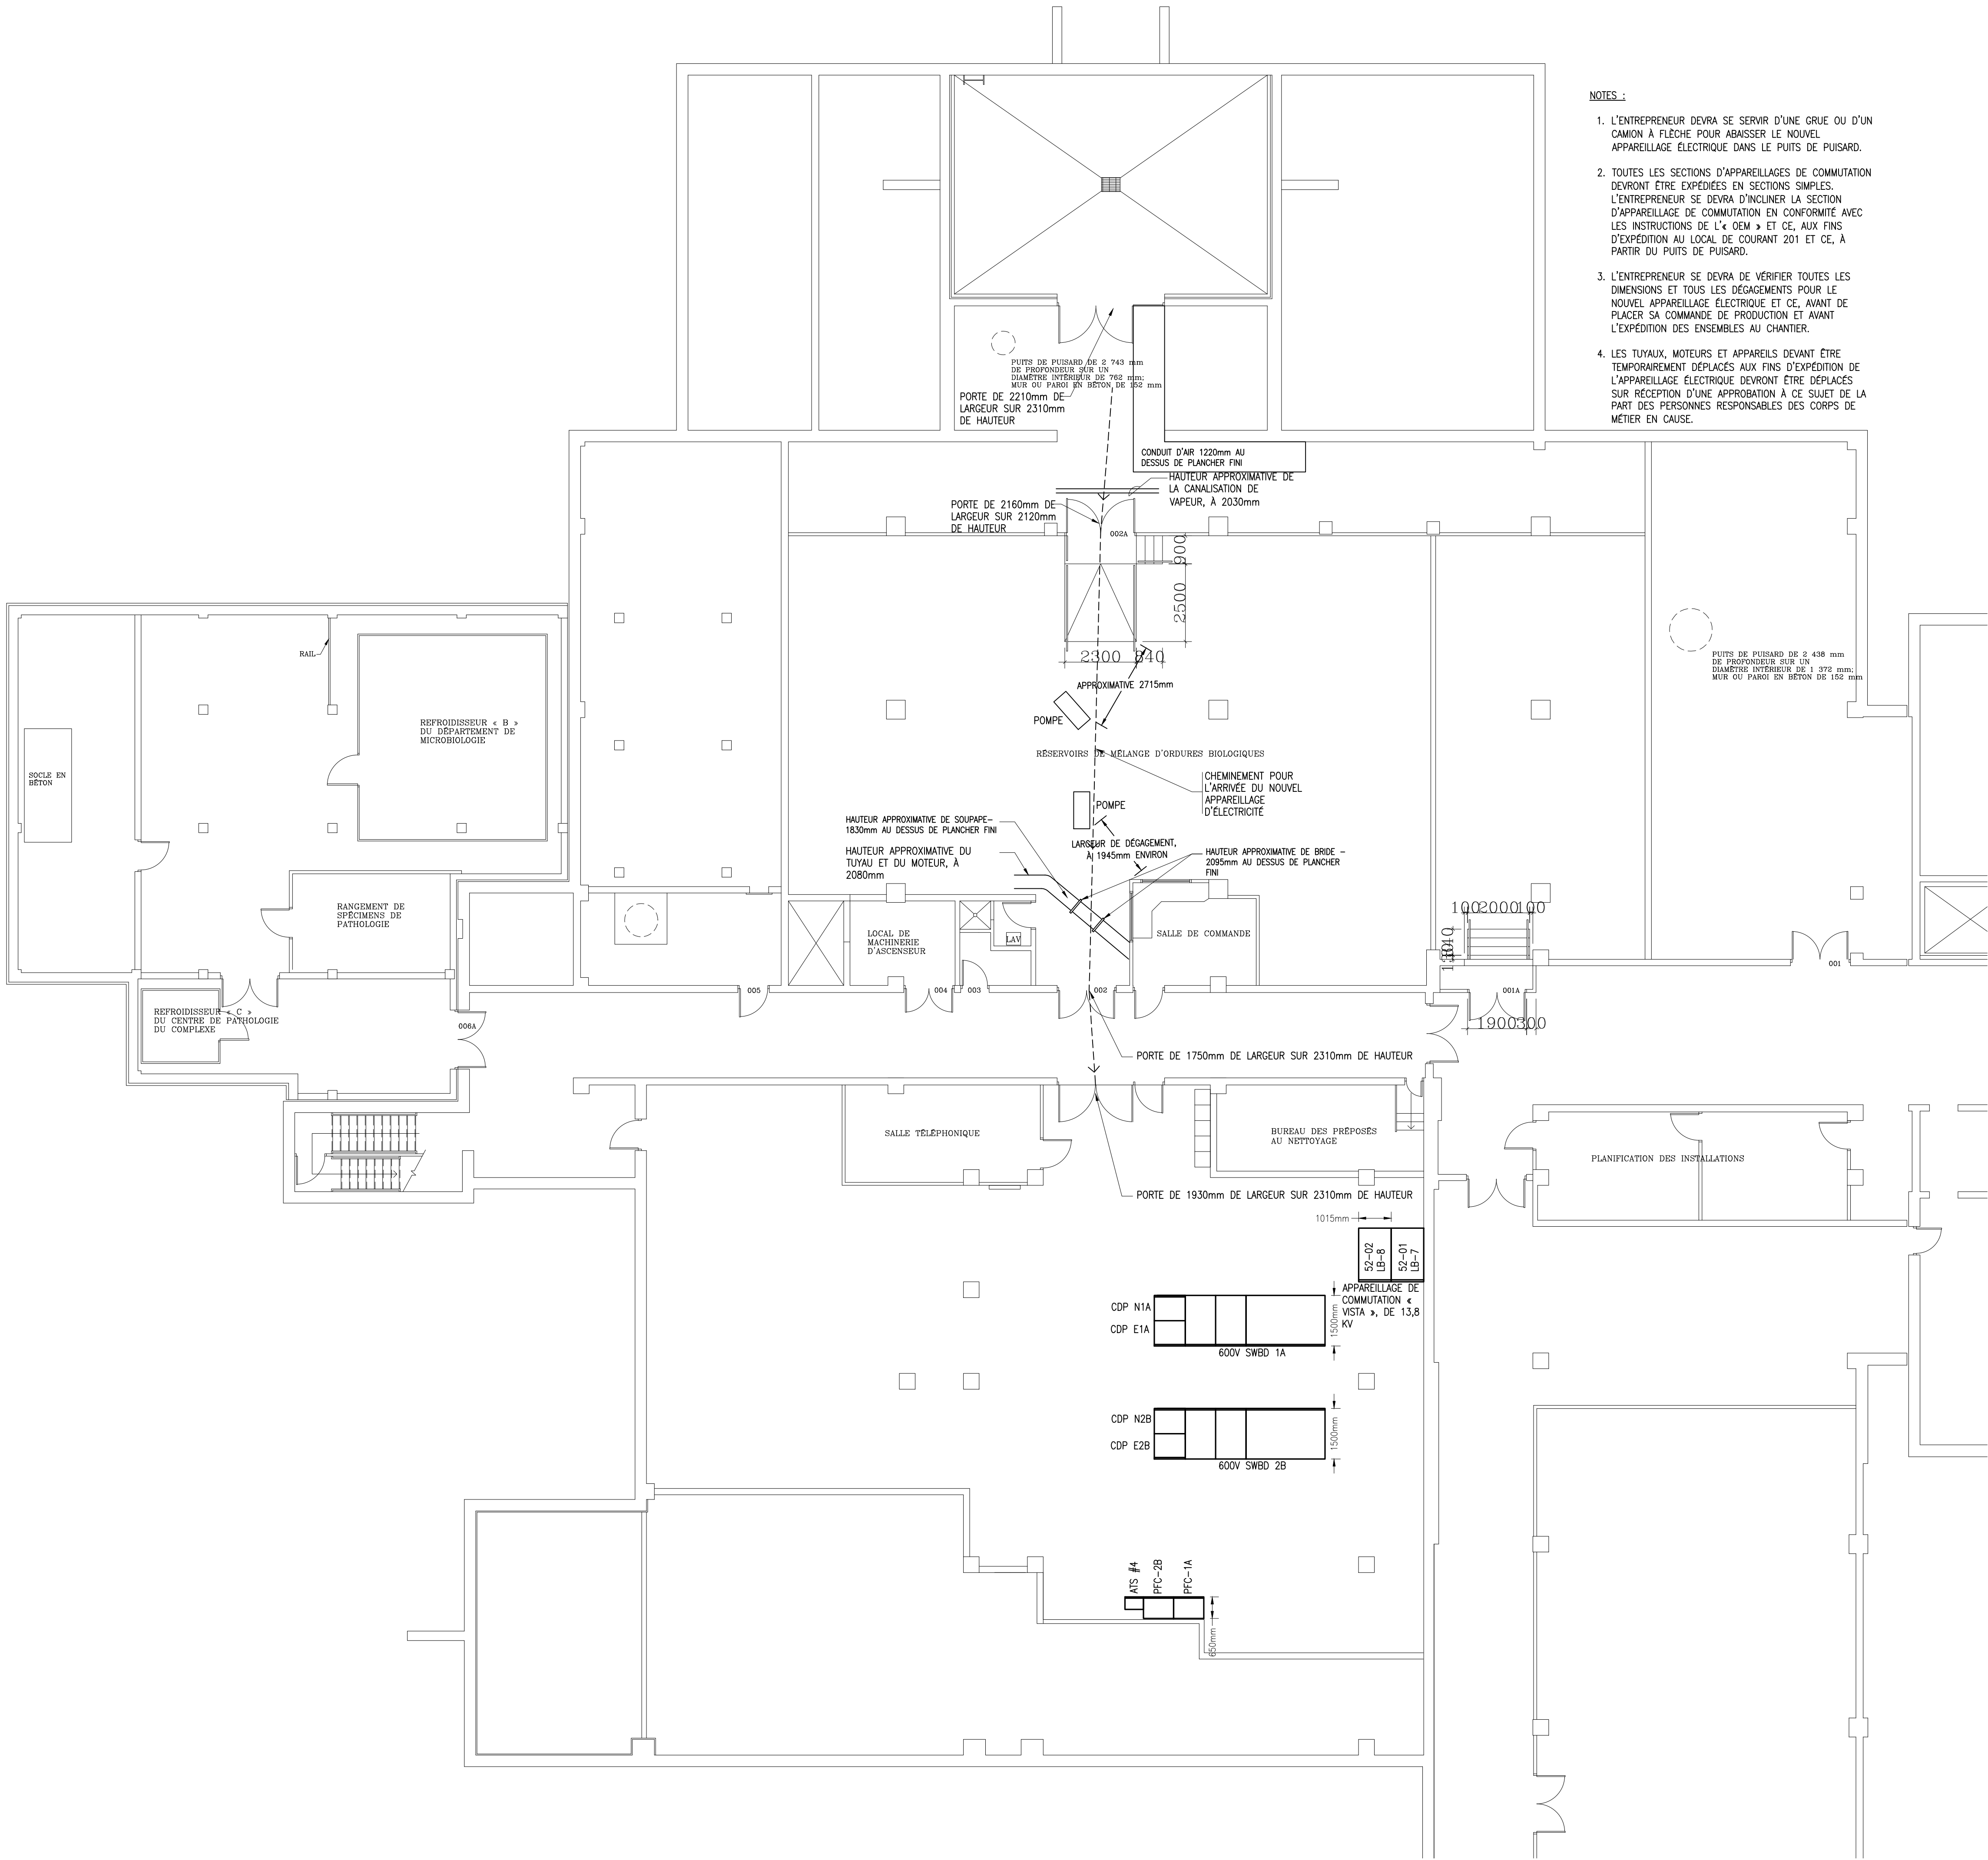 NOTES :
1. L'ENTREPRENEUR DEVRA SE SERVIR D'UNE GRUE OU D'UN
CAMION À FLÈCHE POUR ABAISSER LE NOUVEL
APPAREILLAGE ÉLECTRIQUE DANS LE PUITS DE PUISARD.
2. TOUTES LES SECTIONS D'APPAREILLAGES DE COMMUTATION
DEVRONT ÊTRE EXPÉDIÉES EN SECTIONS SIMPLES.
L'ENTREPRENEUR SE DEVRA D'INCLINER LA SECTION
D'APPAREILLAGE DE COMMUTATION EN CONFORMITÉ AVEC
LES INSTRUCTIONS DE L'« OEM » ET CE, AUX FINS
D'EXPÉDITION AU LOCAL DE COURANT 201 ET CE, À
PARTIR DU PUITS DE PUISARD.
3. L'ENTREPRENEUR SE DEVRA DE VÉRIFIER TOUTES LES
DIMENSIONS ET TOUS LES DÉGAGEMENTS POUR LE
NOUVEL APPAREILLAGE ÉLECTRIQUE ET CE, AVANT DE
PLACER SA COMMANDE DE PRODUCTION ET AVANT
L'EXPÉDITION DES ENSEMBLES AU CHANTIER.
4. LES TUYAUX, MOTEURS ET APPAREILS DEVANT ÊTRE
TEMPORAIREMENT DÉPLACÉS AUX FINS D'EXPÉDITION DE
L'APPAREILLAGE ÉLECTRIQUE DEVRONT ÊTRE DÉPLACÉS
SUR RÉCEPTION D'UNE APPROBATION À CE SUJET DE LA
PART DES PERSONNES RESPONSABLES DES CORPS DE
MÉTIER EN CAUSE.
PUITS DE PUISARD DE 2 743 mm
DE PROFONDEUR SUR UN
DIAMÈTRE INTÉRIEUR DE 762 mm;
MUR OU PAROI EN BÉTON DE 152 mm
PORTE DE 2210mm DE
LARGEUR SUR 2310mm
DE HAUTEUR
CONDUIT D'AIR 1220mm AU
DESSUS DE PLANCHER FINI
HAUTEUR APPROXIMATIVE DE
LA CANALISATION DE
VAPEUR, À 2030mm
PORTE DE 2160mm DE
LARGEUR SUR 2120mm
DE HAUTEUR
002A
900
2500
2300
840
APPROXIMATIVE 2715mm
POMPE
RÉSERVOIRS DE MÉLANGE D'ORDURES BIOLOGIQUES
CHEMINEMENT POUR
L'ARRIVÉE DU NOUVEL
APPAREILLAGE
D'ÉLECTRICITÉ
POMPE
HAUTEUR APPROXIMATIVE DE SOUPAPE-
1830mm AU DESSUS DE PLANCHER FINI
LARGEUR DE DÉGAGEMENT,
À 1945mm ENVIRON
HAUTEUR APPROXIMATIVE DU
TUYAU ET DU MOTEUR, À
2080mm
HAUTEUR APPROXIMATIVE DE BRIDE -
2095mm AU DESSUS DE PLANCHER
FINI
RAIL
REFROIDISSEUR « B »
DU DÉPARTEMENT DE
MICROBIOLOGIE
SOCLE EN
BÉTON
RANGEMENT DE
SPÉCIMENS DE
PATHOLOGIE
REFROIDISSEUR « C »
DU CENTRE DE PATHOLOGIE
DU COMPLEXE
006A
PUITS DE PUISARD DE 2 438 mm
DE PROFONDEUR SUR UN
DIAMÈTRE INTÉRIEUR DE 1 372 mm;
MUR OU PAROI EN BÉTON DE 152 mm
LOCAL DE
MACHINERIE
D'ASCENSEUR
LAV
SALLE DE COMMANDE
100
2000
100
005
004
003
002
001A
001
1900
300
PORTE DE 1750mm DE LARGEUR SUR 2310mm DE HAUTEUR
SALLE TÉLÉPHONIQUE
BUREAU DES PRÉPOSÉS
AU NETTOYAGE
PLANIFICATION DES INSTALLATIONS
PORTE DE 1930mm DE LARGEUR SUR 2310mm DE HAUTEUR
1015mm
52-02
LB-8
52-01
LB-7
APPAREILLAGE DE
COMMUTATION «
VISTA », DE 13,8
KV
CDP N1A
CDP E1A
1500mm
600V SWBD 1A
CDP N2B
CDP E2B
1500mm
600V SWBD 2B
ATS #4
PFC-2B
PFC-1A
650mm